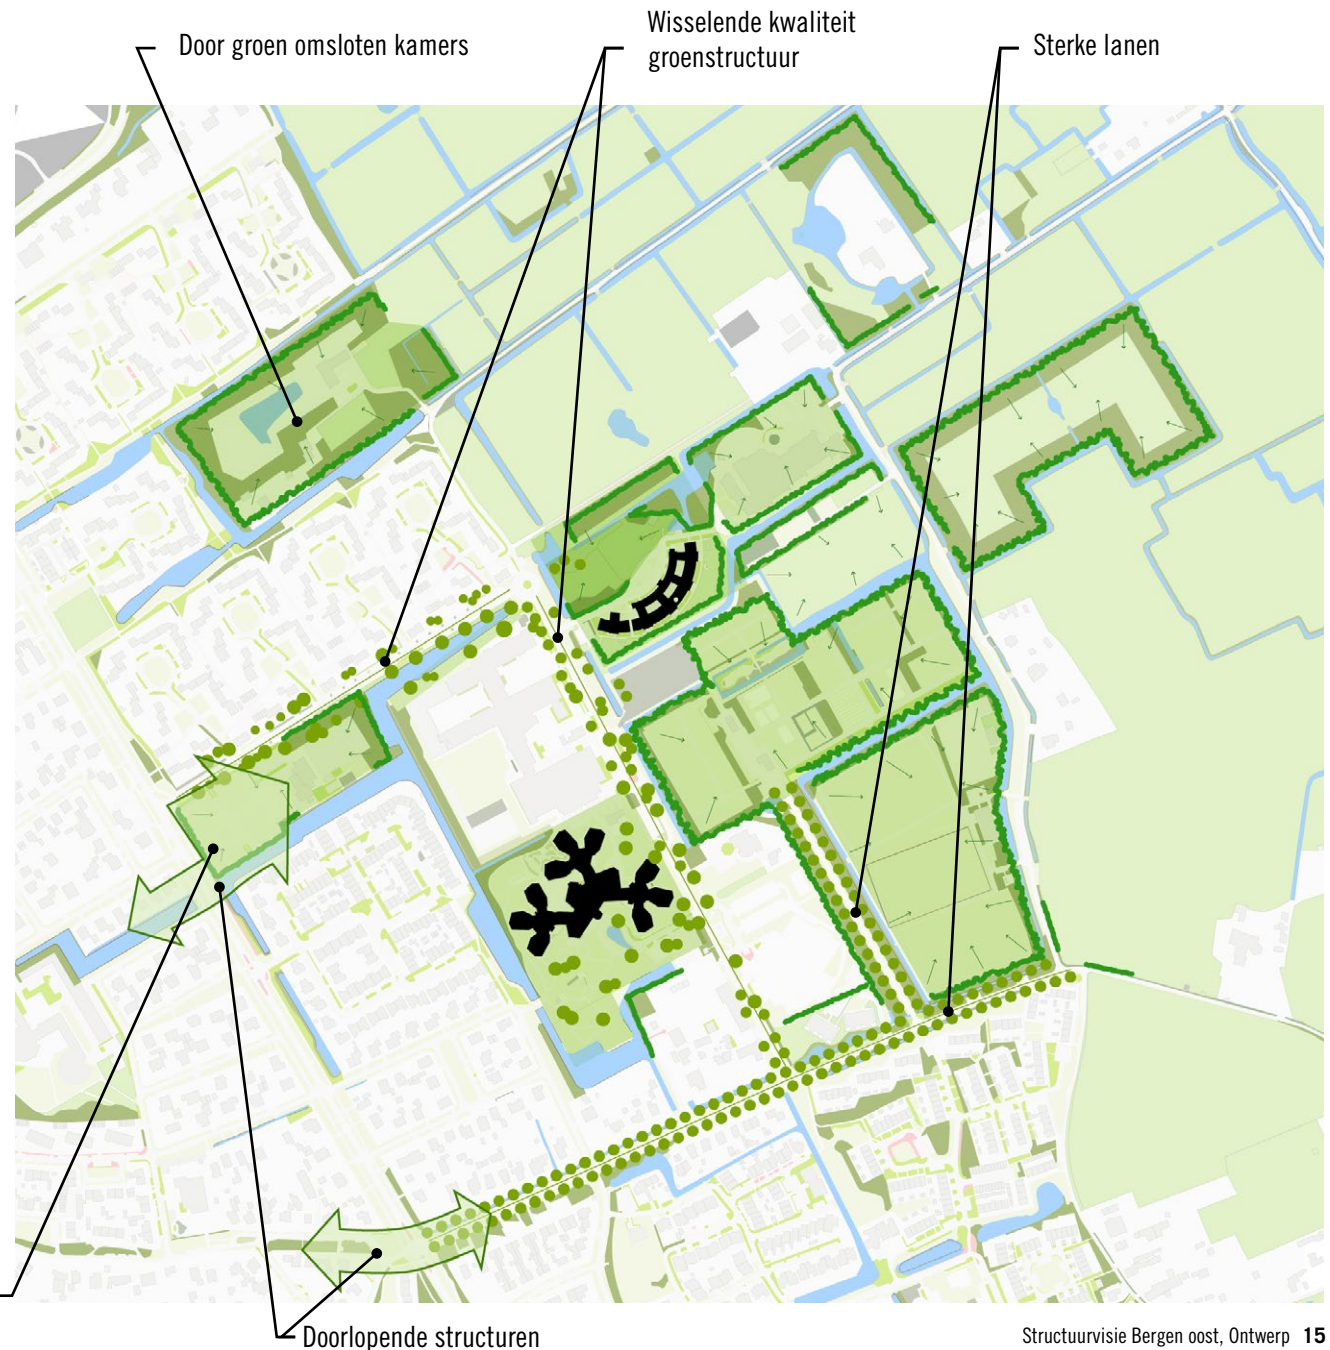 Door groen omsloten kamers
Wisselende kwaliteit
groenstructuur
Sterke lanen
Doorlopende structuren
Structuurvisie Bergen oost, Ontwerp 15